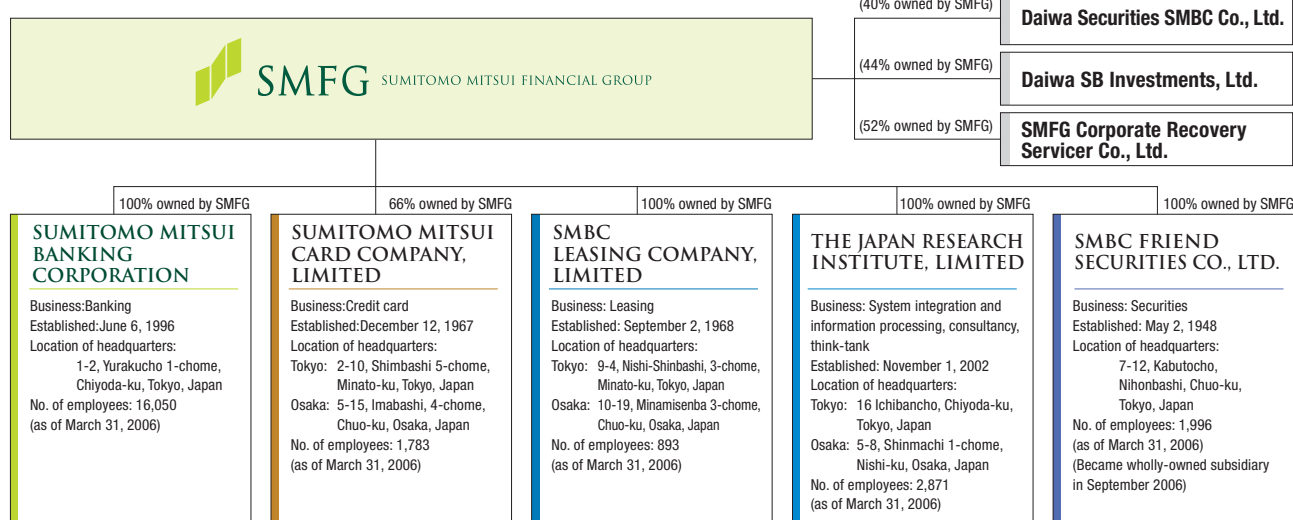 (40% owned by SMFG)
Daiwa Securities SMBC Co., Ltd.
SMFG SUMITOMO MITSUI FINANCIAL GROUP
(44% owned by SMFG)
Daiwa SB Investments, Ltd.
(52% owned by SMFG)
SMFG Corporate Recovery
Servicer Co., Ltd.
100% owned by SMFG
SUMITOMO MITSUI
BANKING
CORPORATION
Business:Banking
Established:June 6, 1996
Location of headquarters:
1-2, Yurakucho 1-chome,
Chiyoda-ku, Tokyo, Japan
No. of employees: 16,050
(as of March 31, 2006)
66% owned by SMFG
SUMITOMO MITSUI
CARD COMPANY,
LIMITED
Business:Credit card
Established:December 12, 1967
Location of headquarters:
Tokyo: 2-10, Shimbashi 5-chome,
Minato-ku, Tokyo, Japan
Osaka: 5-15, Imabashi, 4-chome,
Chuo-ku, Osaka, Japan
No. of employees: 1,783
(as of March 31, 2006)
100% owned by SMFG
SMBC
LEASING COMPANY,
LIMITED
Business: Leasing
Established: September 2, 1968
Location of headquarters:
Tokyo: 9-4, Nishi-Shinbashi, 3-chome,
Minato-ku, Tokyo, Japan
Osaka: 10-19, Minamisenba 3-chome,
Chuo-ku, Osaka, Japan
No. of employees: 893
(as of March 31, 2006)
100% owned by SMFG
THE JAPAN RESEARCH
INSTITUTE, LIMITED
Business: System integration and
information processing, consultancy,
think-tank
Established: November 1, 2002
Location of headquarters:
Tokyo: 16 Ichibancho, Chiyoda-ku,
Tokyo, Japan
Osaka: 5-8, Shinmachi 1-chome,
Nishi-ku, Osaka, Japan
No. of employees: 2,871
(as of March 31, 2006)
100% owned by SMFG
SMBC FRIEND
SECURITIES CO., LTD.
Business: Securities
Established: May 2, 1948
Location of headquarters:
7-12, Kabutocho,
Nihonbashi, Chuo-ku,
Tokyo, Japan
No. of employees: 1,996
(as of March 31, 2006)
(Became wholly-owned subsidiary
in September 2006)